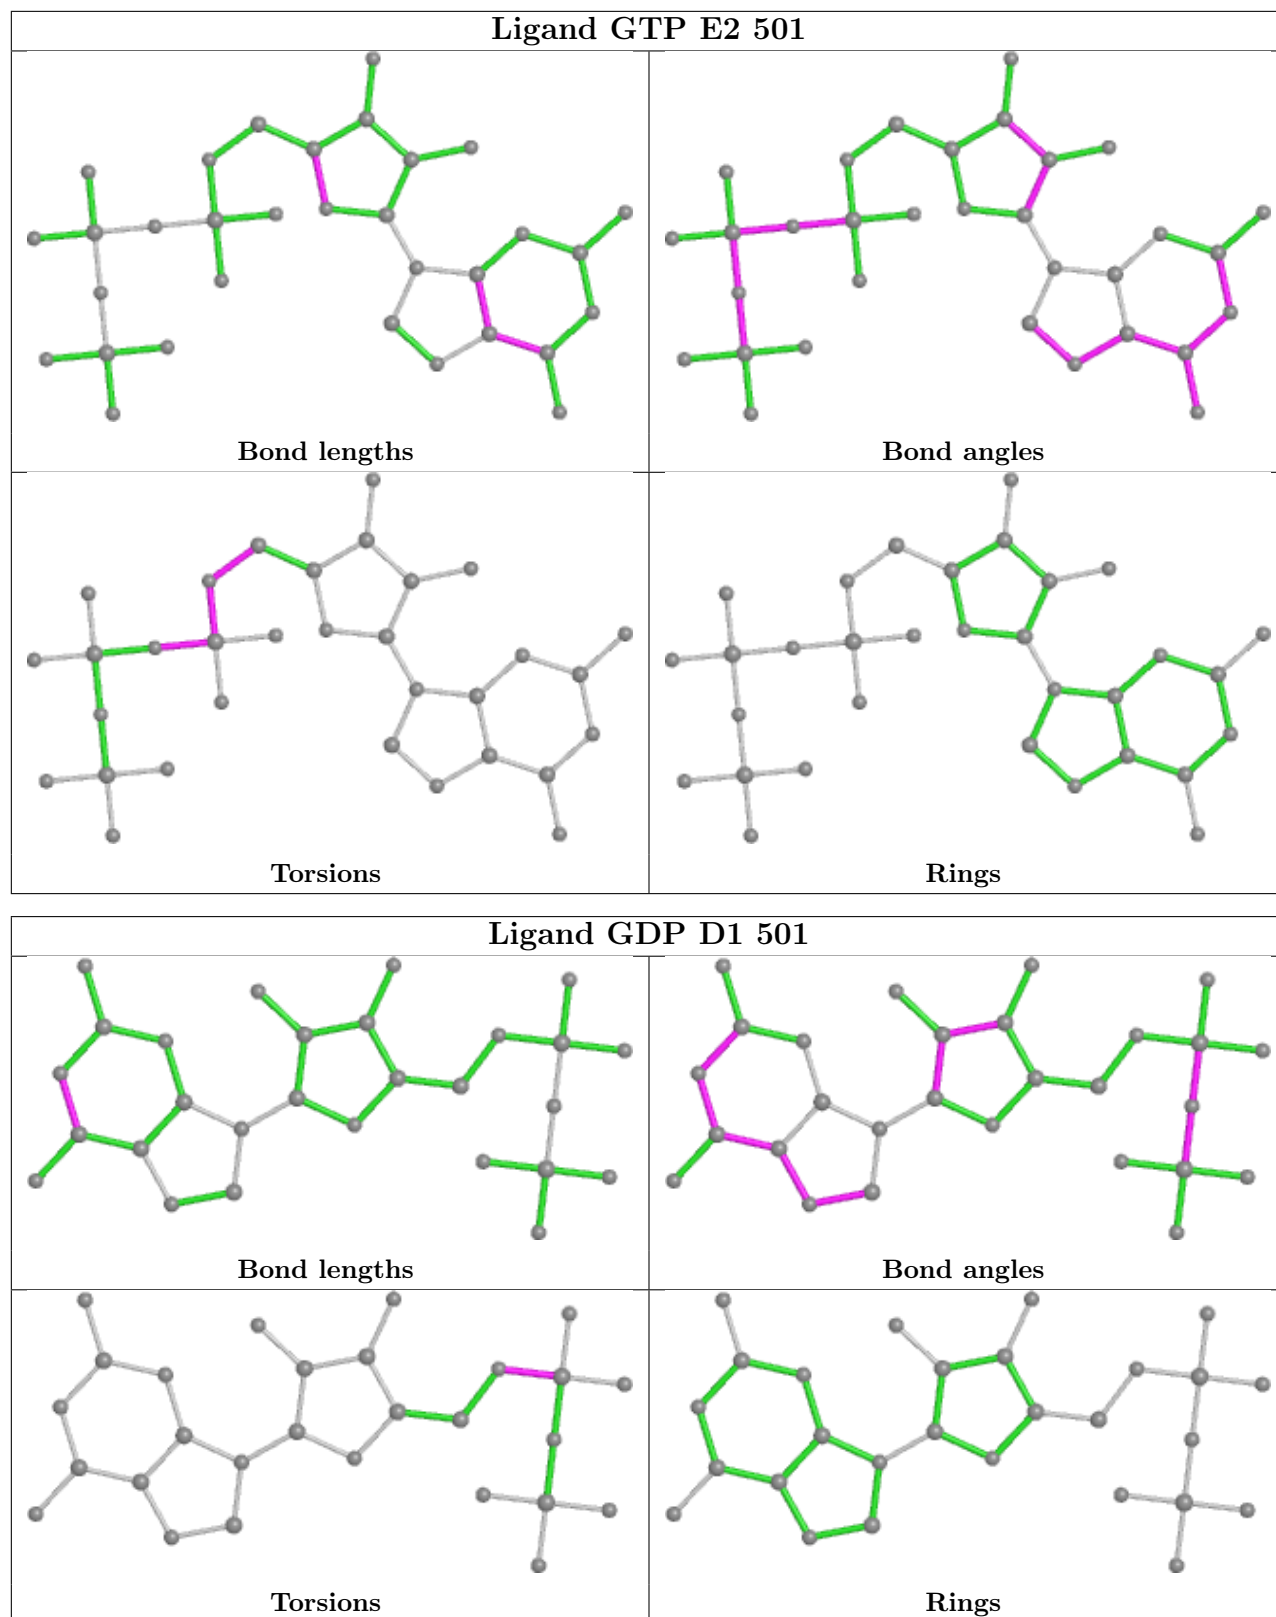 Ligand GTP E2 501
Bond lengths
Bond angles
Torsions
Rings
Ligand GDP D1 501
Bond lengths
Bond angles
Torsions
Rings